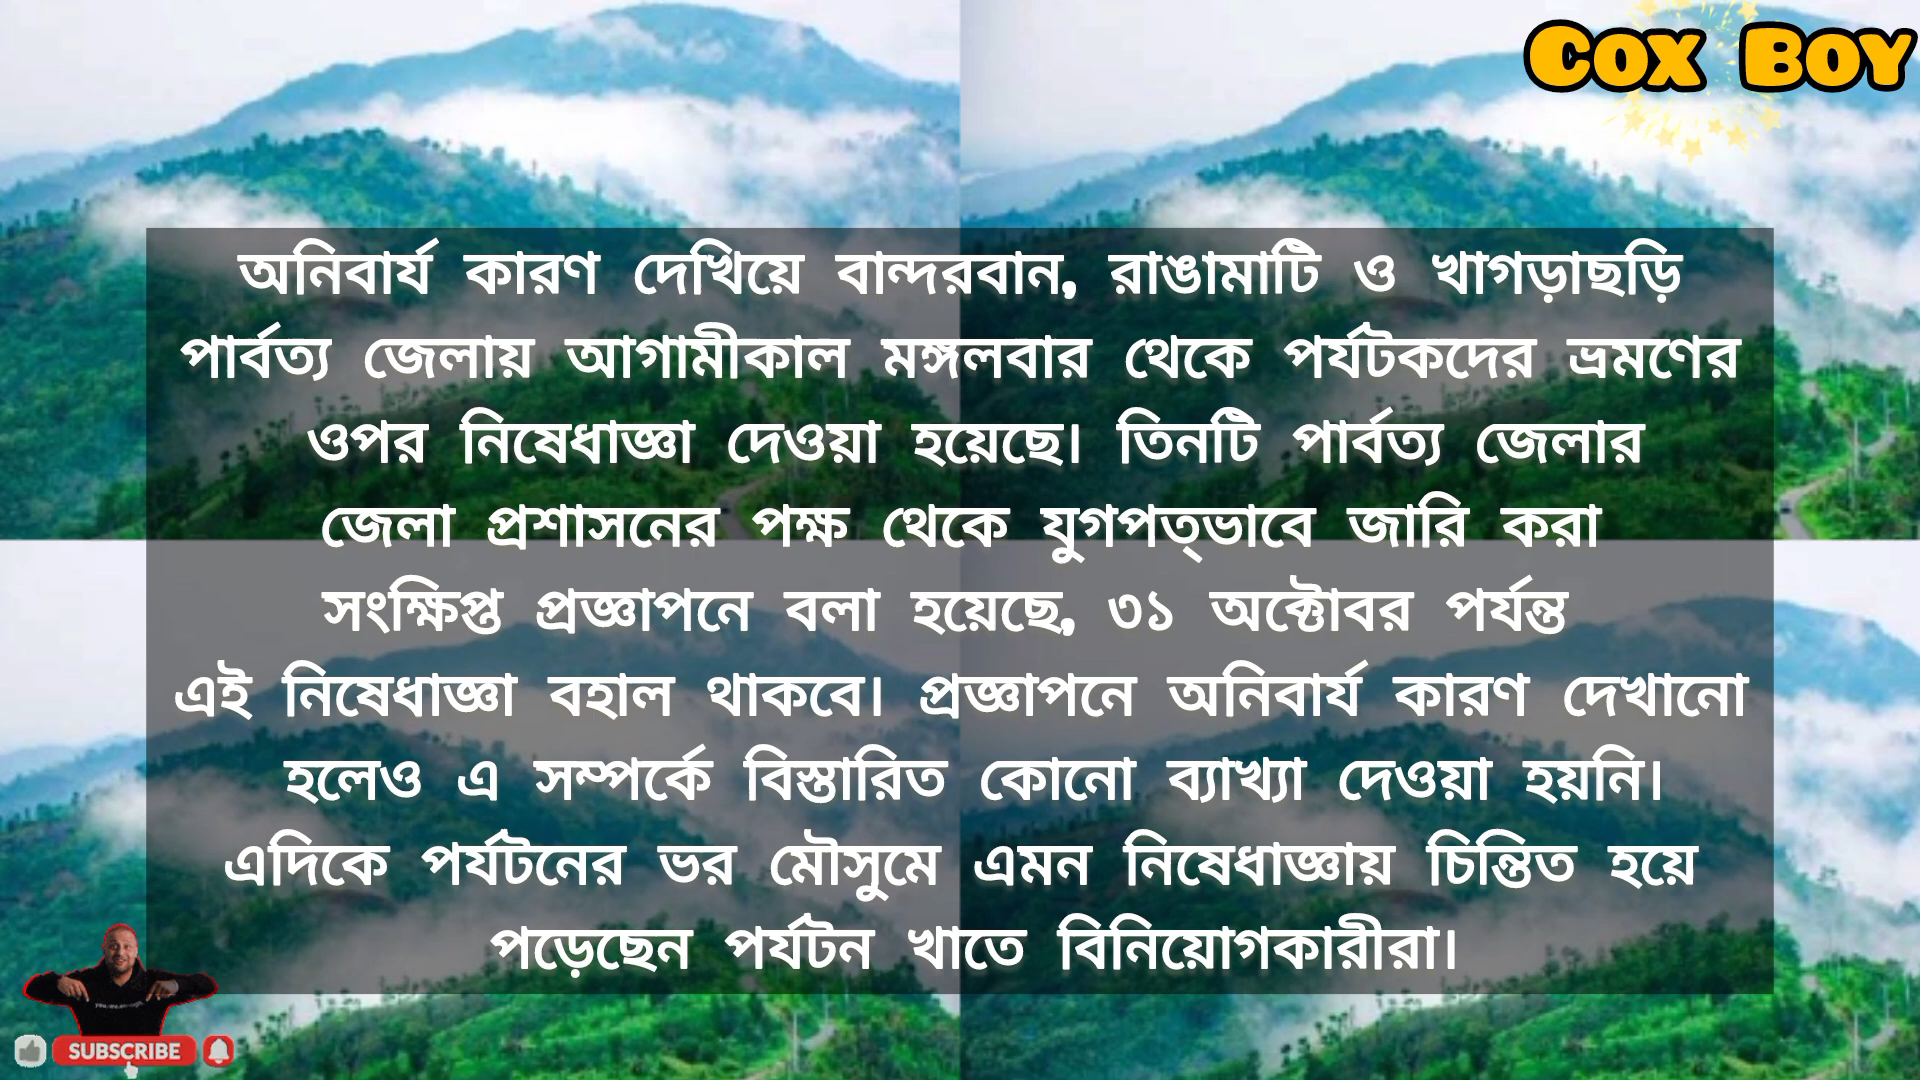 Cox Boy
অনিবার্য কারণ দেখিয়ে বান্দরবান, রাঙামাটি ও খাগড়াছড়ি
পার্বত্য জেলায় আগামীকাল মঙ্গলবার থেকে পর্যটকদের ভ্রমণের
ওপর নিষেধাজ্ঞা দেওয়া হয়েছে। তিনটি পার্বত্য জেলার
জেলা প্রশাসনের পক্ষ থেকে যুগপত্ভাবে জারি করা
সংক্ষিপ্ত প্রজ্ঞাপনে বলা হয়েছে, ৩১ অক্টোবর পর্যন্ত
এই নিষেধাজ্ঞা বহাল থাকবে। প্রজ্ঞাপনে অনিবার্য কারণ দেখানো
হলেও এ সম্পর্কে বিস্তারিত কোনো ব্যাখ্যা দেওয়া হয়নি।
এদিকে পর্যটনের ভর মৌসুমে এমন নিষেধাজ্ঞায় চিন্তিত হয়ে
পড়েছেন পর্যটন খাতে বিনিয়োগকারীরা।
SUBSCRIBE